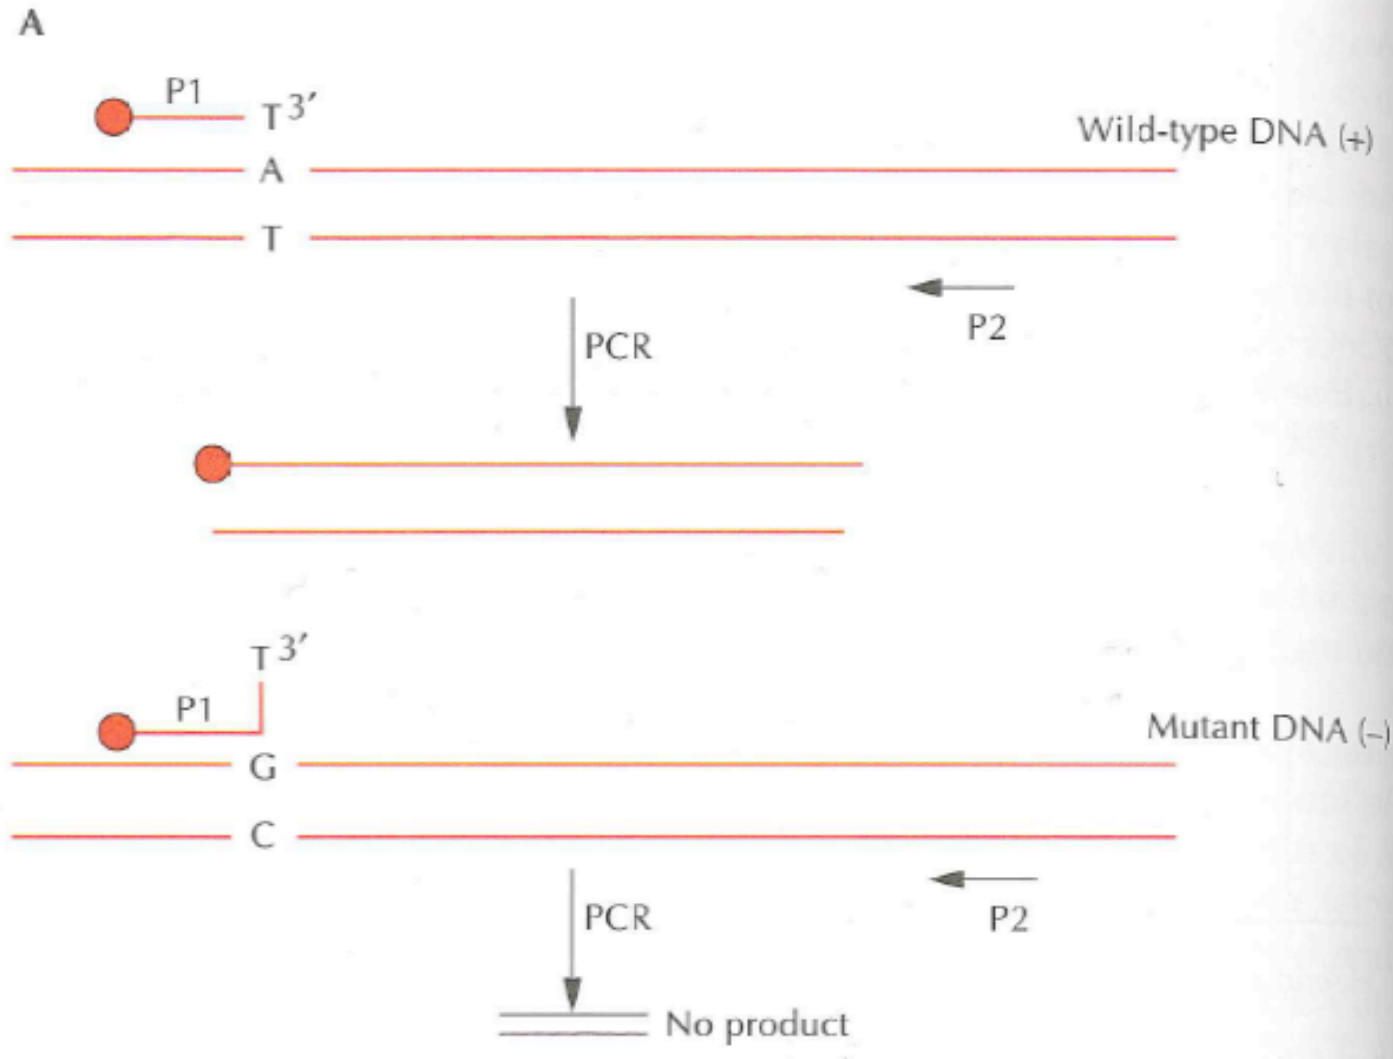 A
P1
T 3′
Wild-type DNA (+)
A
T
P2
PCR
T 3′
P1
Mutant DNA (–)
G
C
PCR
P2
No product